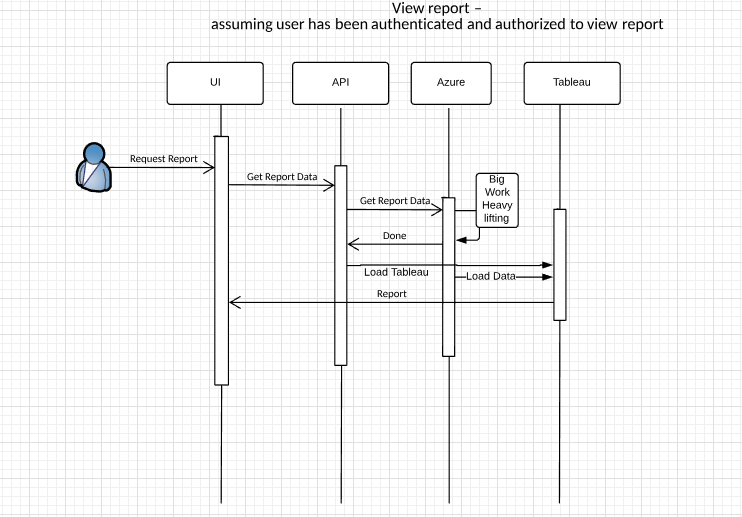 View report –
assuming user has been authenticated and authorized to view report
UI
API
Azure
Tableau
Request Report
Get Report Data
Get Report Data
Big
Work
Heavy
lifting
Done
Load Tableau
Load Data
Report